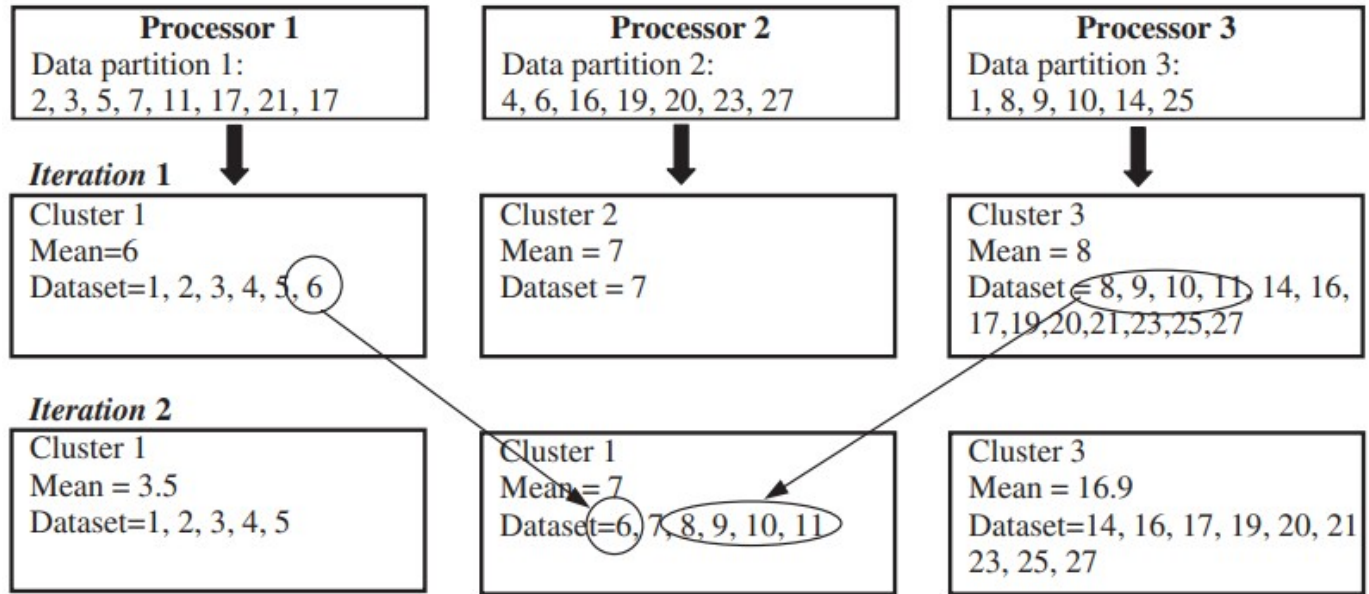 Processor 1
Data partition 1:
2, 3, 5, 7, 11, 17, 21, 17
Processor 2
Data partition 2:
4, 6, 16, 19, 20, 23, 27
Processor 3
Data partition 3:
1, 8, 9, 10, 14, 25
Iteration 1
Cluster 1
Mean=6
Dataset=1, 2, 3, 4, 5, 6
Cluster 2
Mean = 7
Dataset = 7
Cluster 3
Mean = 8
Dataset = 8, 9, 10, 11, 14, 16,
17,19,20,21,23,25,27
Iteration 2
Cluster 1
Mean = 3.5
Dataset=1, 2, 3, 4, 5
Cluster 1
Mean = 7
Dataset=6, 7, 8, 9, 10, 11
Cluster 3
Mean = 16.9
Dataset=14, 16, 17, 19, 20, 21
23, 25, 27